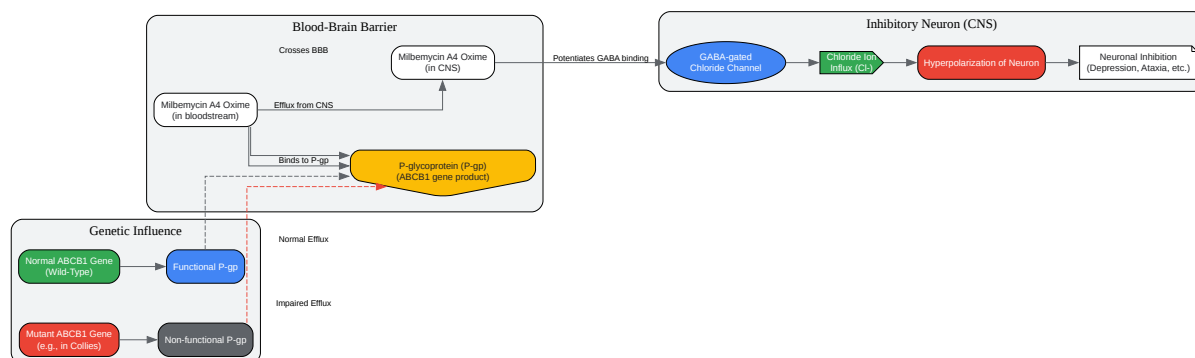 Blood-Brain Barrier
Crosses BBB
Milbemycin A4 Oxime
(in CNS)
Milbemycin A4 Oxime
(in bloodstream)
Efflux from CNS
Binds to P-gp
P-glycoprotein (P-gp)
(ABCB1 gene product)
Potentiates GABA binding
Inhibitory Neuron (CNS)
GABA-gated
Chloride Channel
Chloride Ion
Influx (Cl-)
Hyperpolarization of Neuron
Neuronal Inhibition
(Depression, Ataxia, etc.)
Genetic Influence
Normal ABCB1 Gene
(Wild-Type)
Functional P-gp
Normal Efflux
Mutant ABCB1 Gene
(e.g., in Collies)
Non-functional P-gp
Impaired Efflux